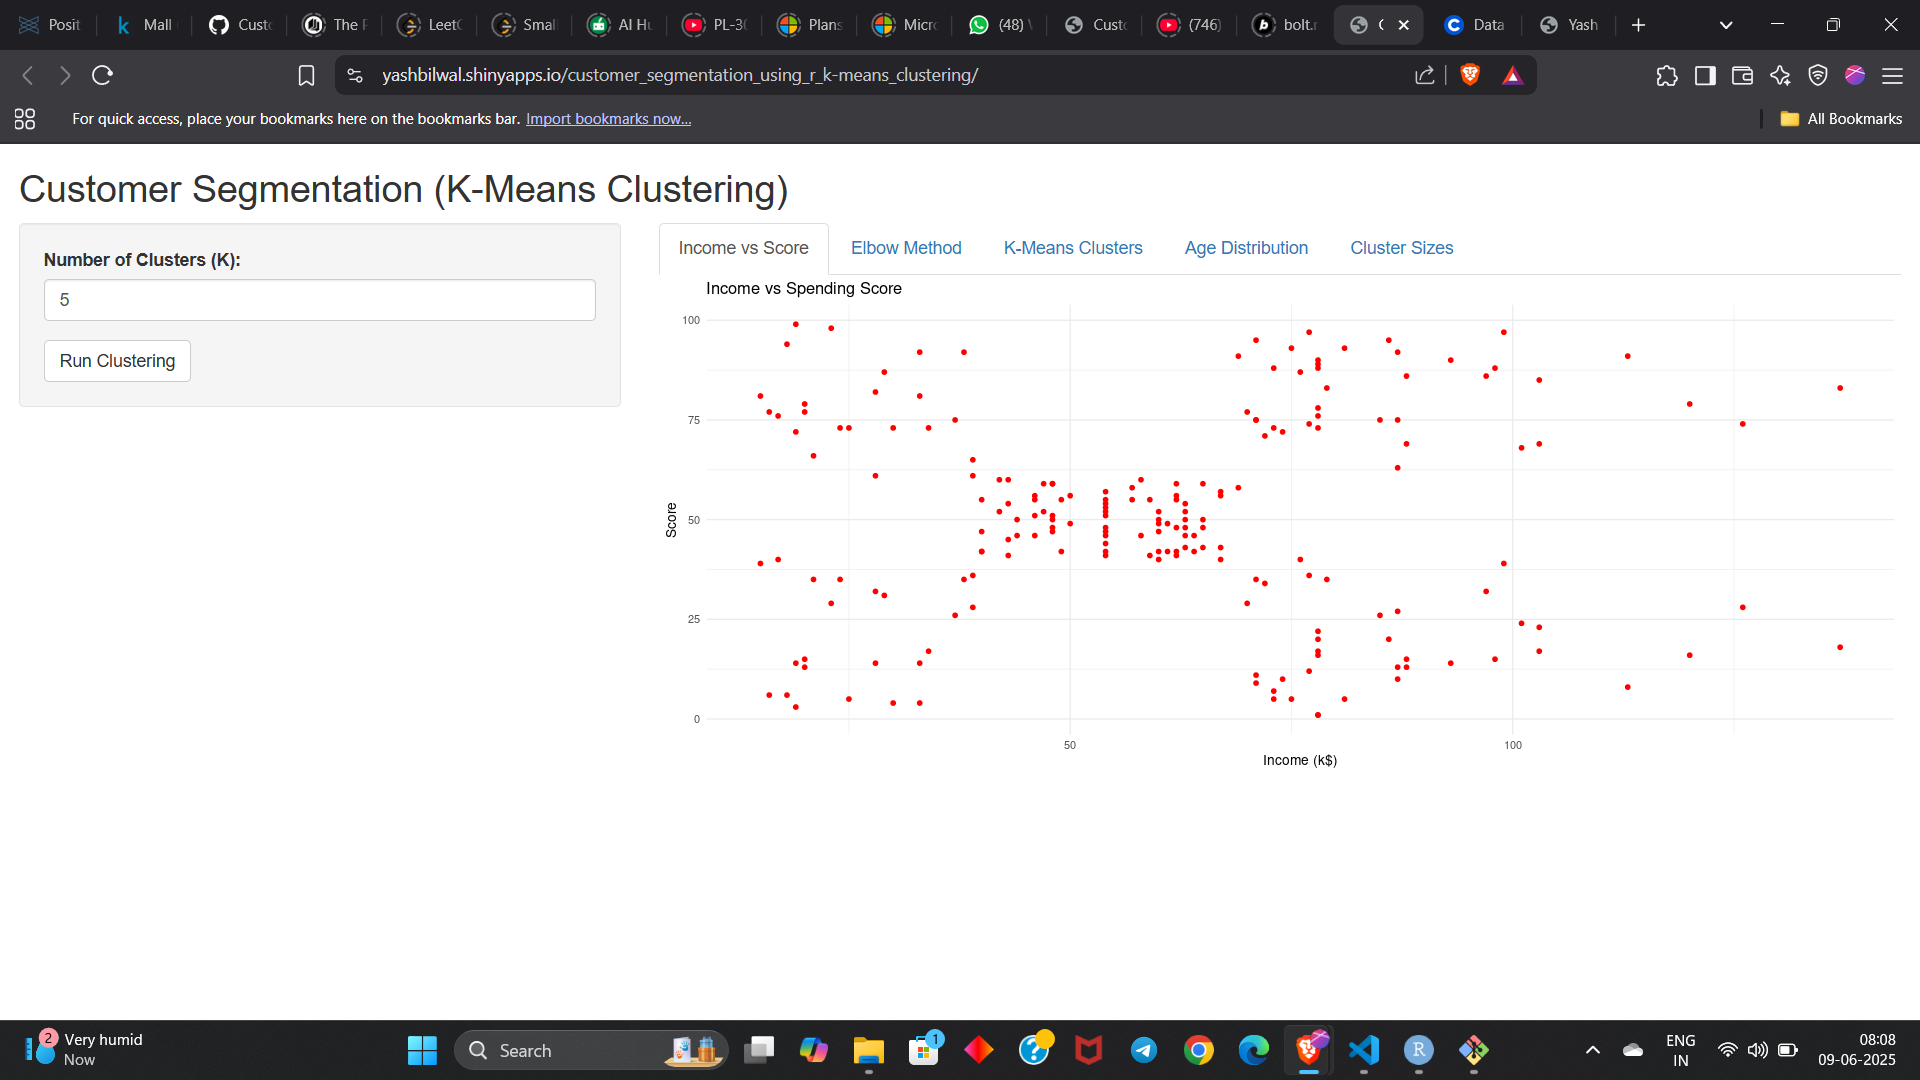 Posit
Mall
Custo
The P
LeetC
Smal
AI Hu
PL-30
Plans
Micro
(48)
Custo
(746)
bolt.n
Data
Yash
yashbilwal.shinyapps.io/customer_segmentation_using_r_k-means_clustering/
For quick access, place your bookmarks here on the bookmarks bar. Import bookmarks now...
All Bookmarks
Customer Segmentation (K-Means Clustering)
Number of Clusters (K):
5
Run Clustering
Income vs Score
Elbow Method
K-Means Clusters
Age Distribution
Cluster Sizes
Income vs Spending Score
100
75
50
25
0
Score
50
100
Income (k$)
2
Very humid
Now
Search
1
ENG
IN
08:08
09-06-2025